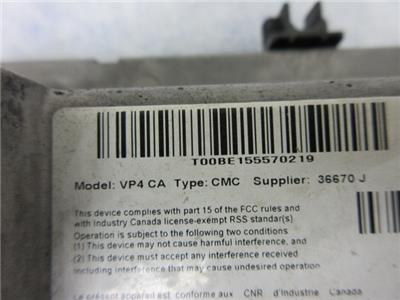 T00BE155570219
Model: VP4 CA Type: CMC Supplier: 36670 J
This device complies with part 15 of the FCC rules and
with Industry Canada license-exempt RSS standar(s).
Operation is subject to the following two conditions
(1) This device may not cause harmful interference, and
(2) This device must accept any interference received
including interference that may cause undesired operation
présent appareil est conforme aux CNR d'Industrie Canada